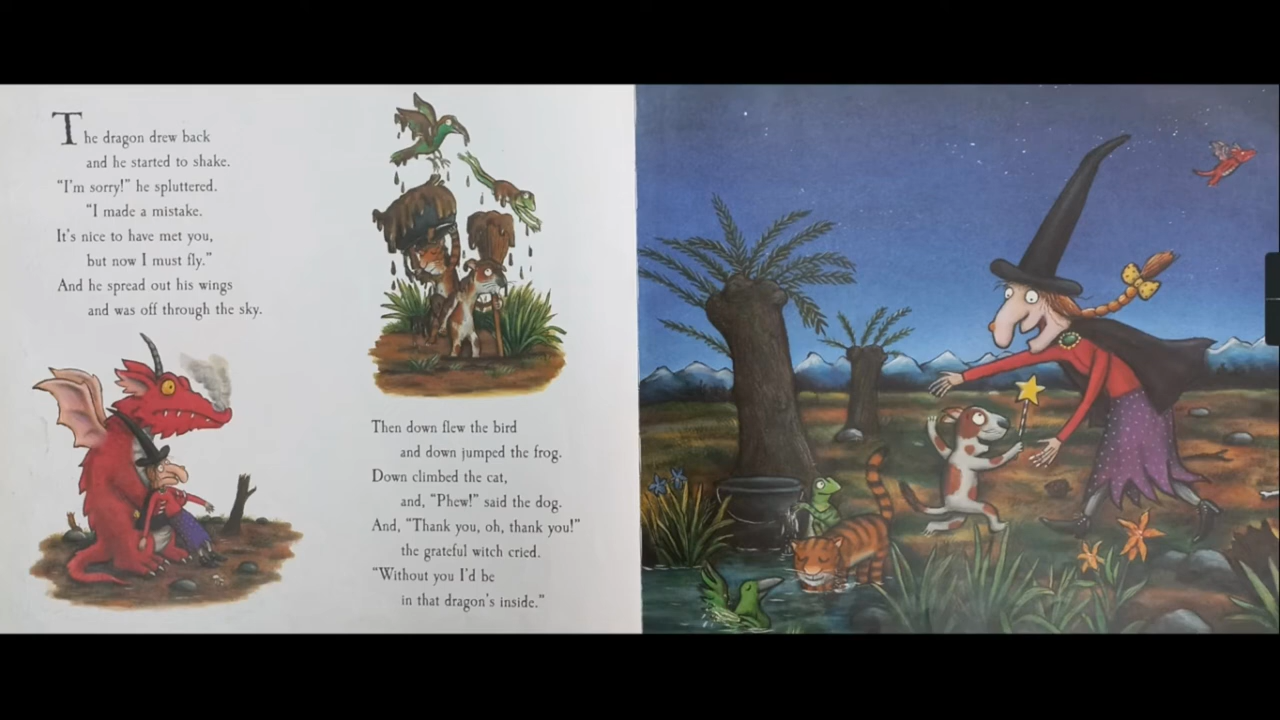 The dragon drew back
and he started to shake.
"I'm sorry!" he spluttered.
"I made a mistake.
It's nice to have met you,
but now I must fly."
And he spread out his wings
and was off through the sky.
Then down flew the bird
and down jumped the frog.
Down climbed the cat,
and, "Phew!" said the dog.
And, "Thank you, oh, thank you!"
the grateful witch cried.
"Without you I'd be
in that dragon's inside."